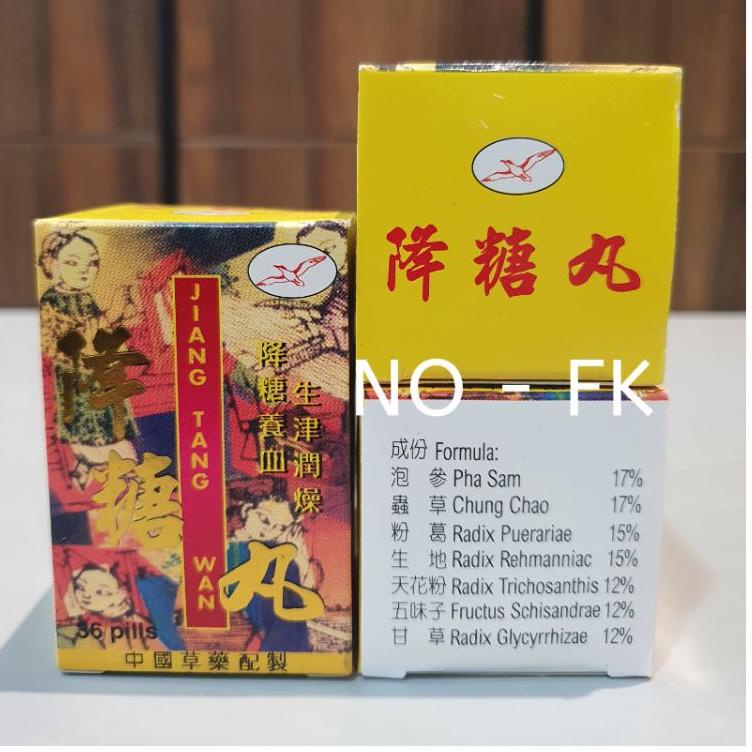 降糖丸
JIANG TANG WAN
降糖養血
生津潤燥
36 pills
中國草藥配製
降糖丸
NO - FK
成份 Formula:
泡參 Pha Sam 17%
蟲草 Chung Chao 17%
粉葛 Radix Puerariae 15%
生地 Radix Rehmanniac 15%
天花粉 Radix Trichosanthis 12%
五味子 Fructus Schisandrae 12%
甘草 Radix Glycyrrhizae 12%